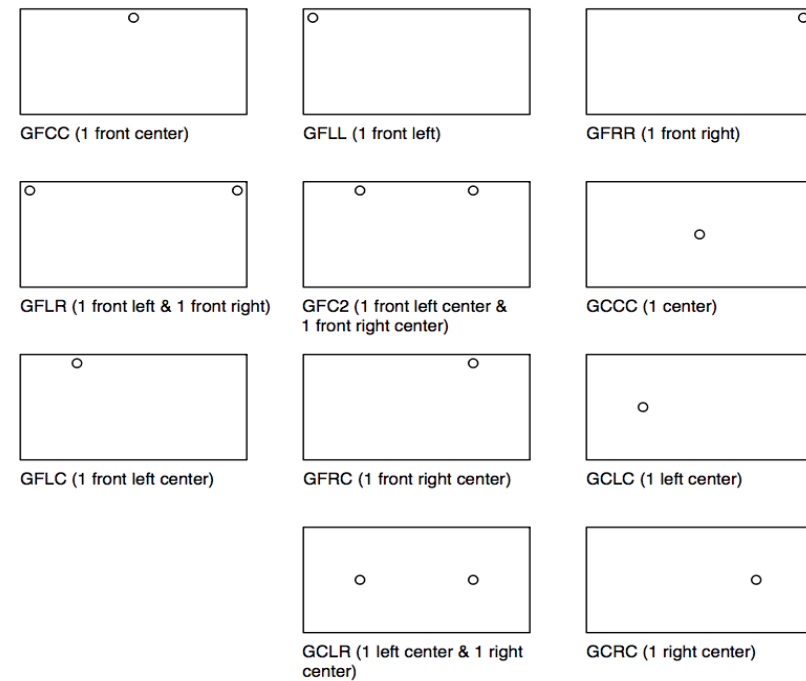 GFCC (1 front center)
GFLL (1 front left)
GFRR (1 front right)
GFLR (1 front left & 1 front right)
GFC2 (1 front left center &
1 front right center)
GCCC (1 center)
GFLC (1 front left center)
GFRC (1 front right center)
GCLC (1 left center)
GCLR (1 left center & 1 right
center)
GCRC (1 right center)